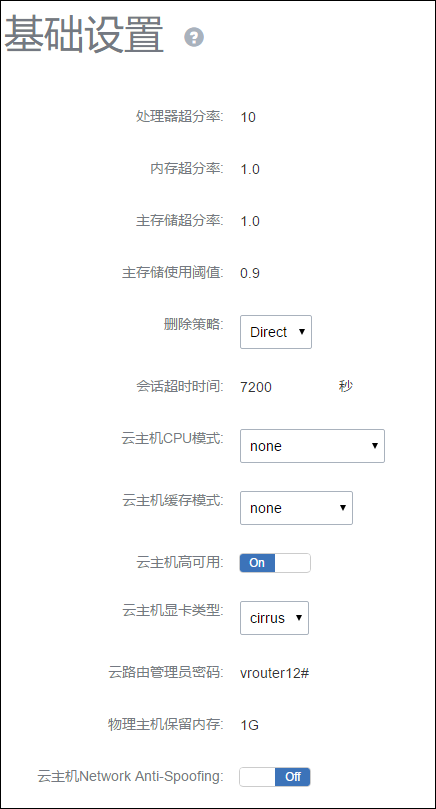 基础设置 ?
处理器超分率: 10
内存超分率: 1.0
主存储超分率: 1.0
主存储使用阈值: 0.9
删除策略: Direct
会话超时时间: 7200 秒
云主机CPU模式: none
云主机缓存模式: none
云主机高可用: On
云主机显卡类型: cirrus
云路由管理员密码: vrouter12#
物理主机保留内存: 1G
云主机Network Anti-Spoofing: Off